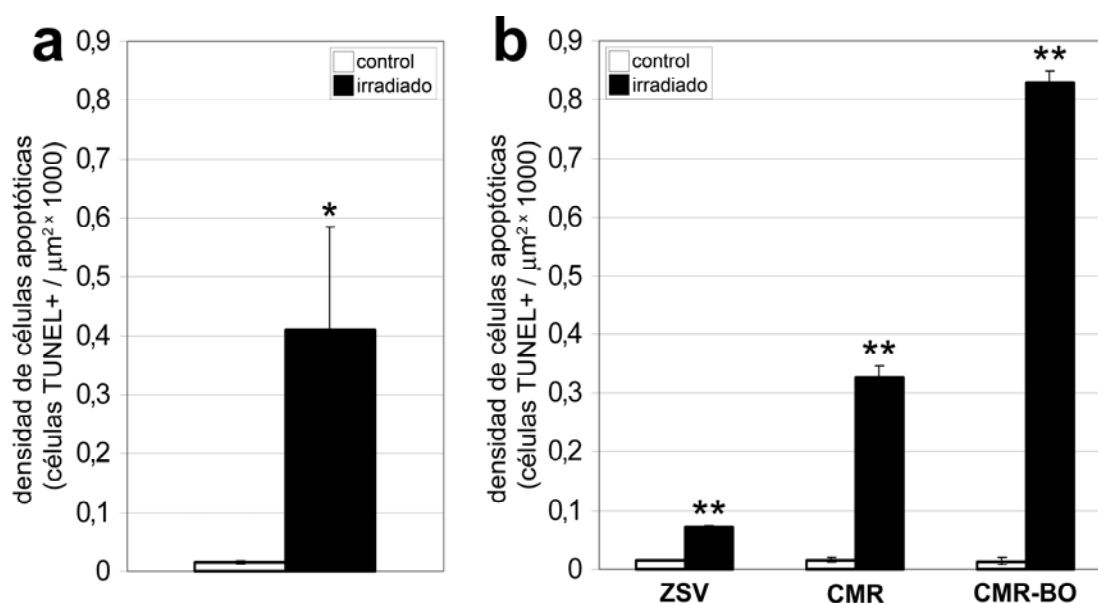 a
0,9
0,8
0,7
0,6
0,5
0,4
0,3
0,2
0,1
0
densidad de células apoptóticas
(células TUNEL+ / μm² × 1000)
control
irradiado
*
b
0,9
0,8
0,7
0,6
0,5
0,4
0,3
0,2
0,1
0
densidad de células apoptóticas
(células TUNEL+ / μm² × 1000)
control
irradiado
**
**
**
ZSV
CMR
CMR-BO